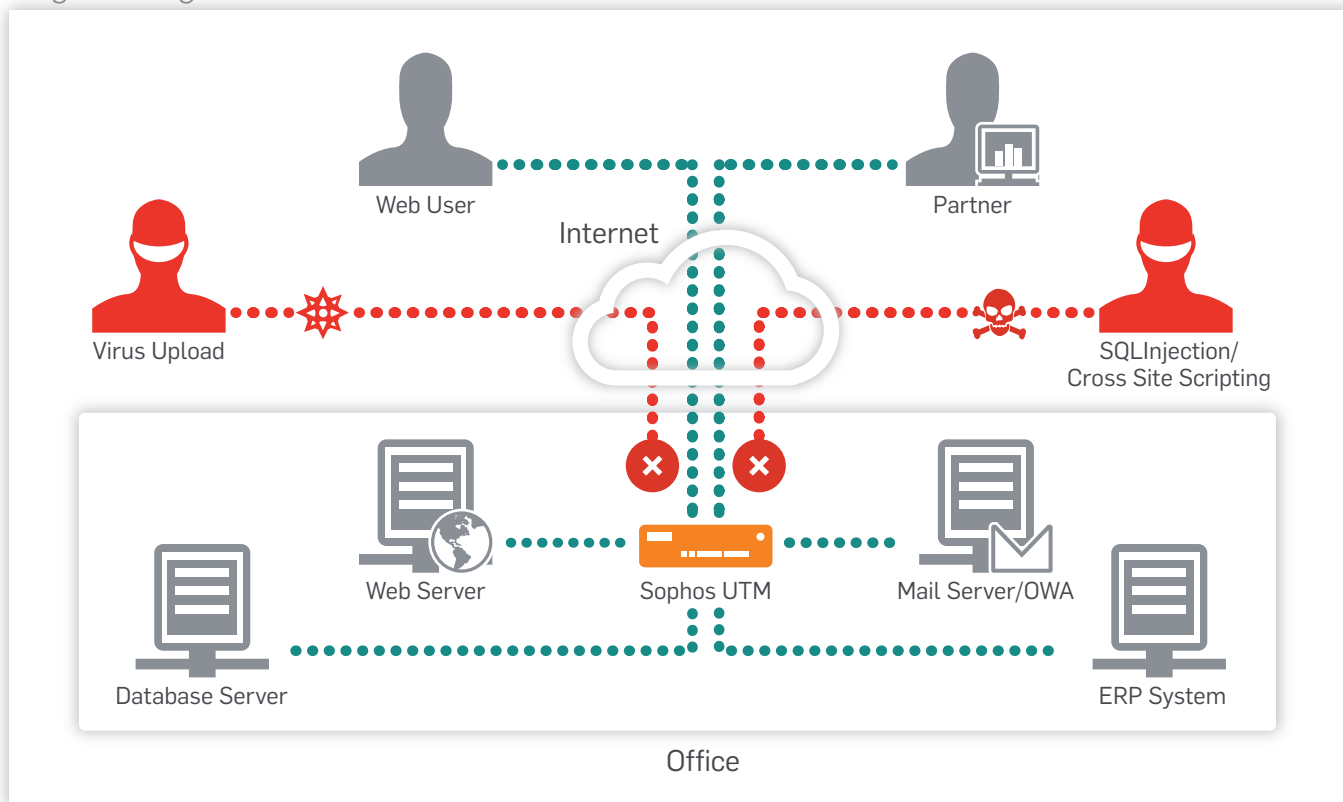 Web User
Partner
Internet
Virus Upload
SQLInjection/
Cross Site Scripting
Web Server
Sophos UTM
Mail Server/OWA
Database Server
ERP System
Office